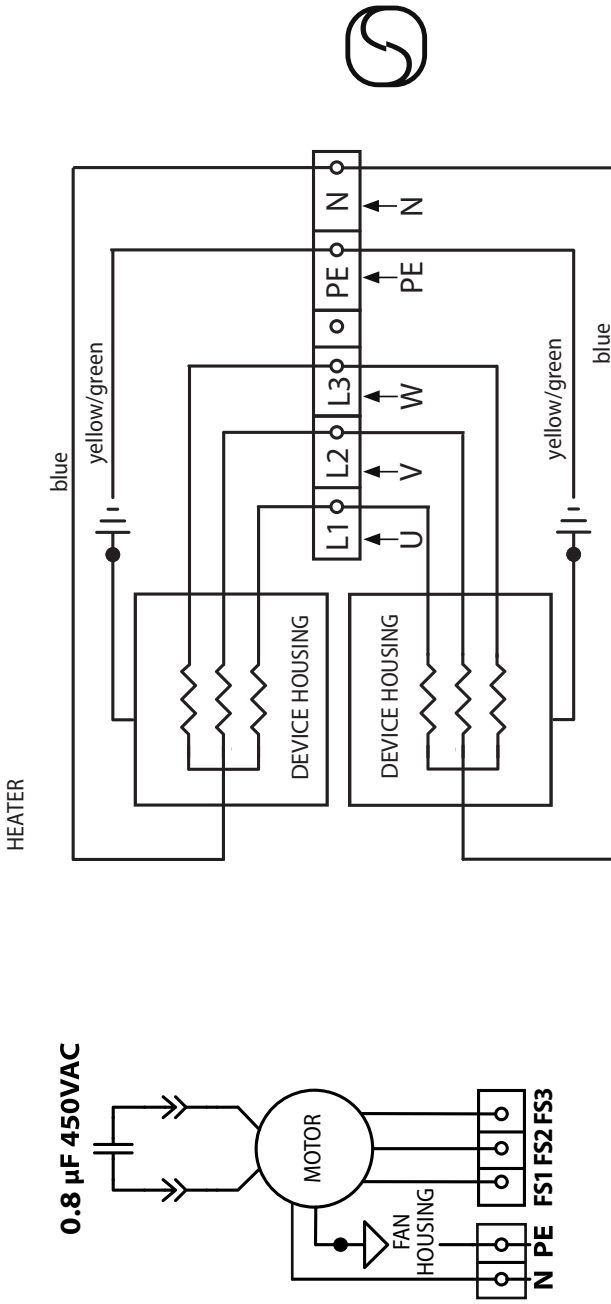 HEATER
blue
yellow/green
DEVICE HOUSING
L1 L2 L3 PE N
U V W PE N
DEVICE HOUSING
yellow/green
blue
0.8 µF 450VAC
MOTOR
FAN
HOUSING
N PE FS1 FS2 FS3